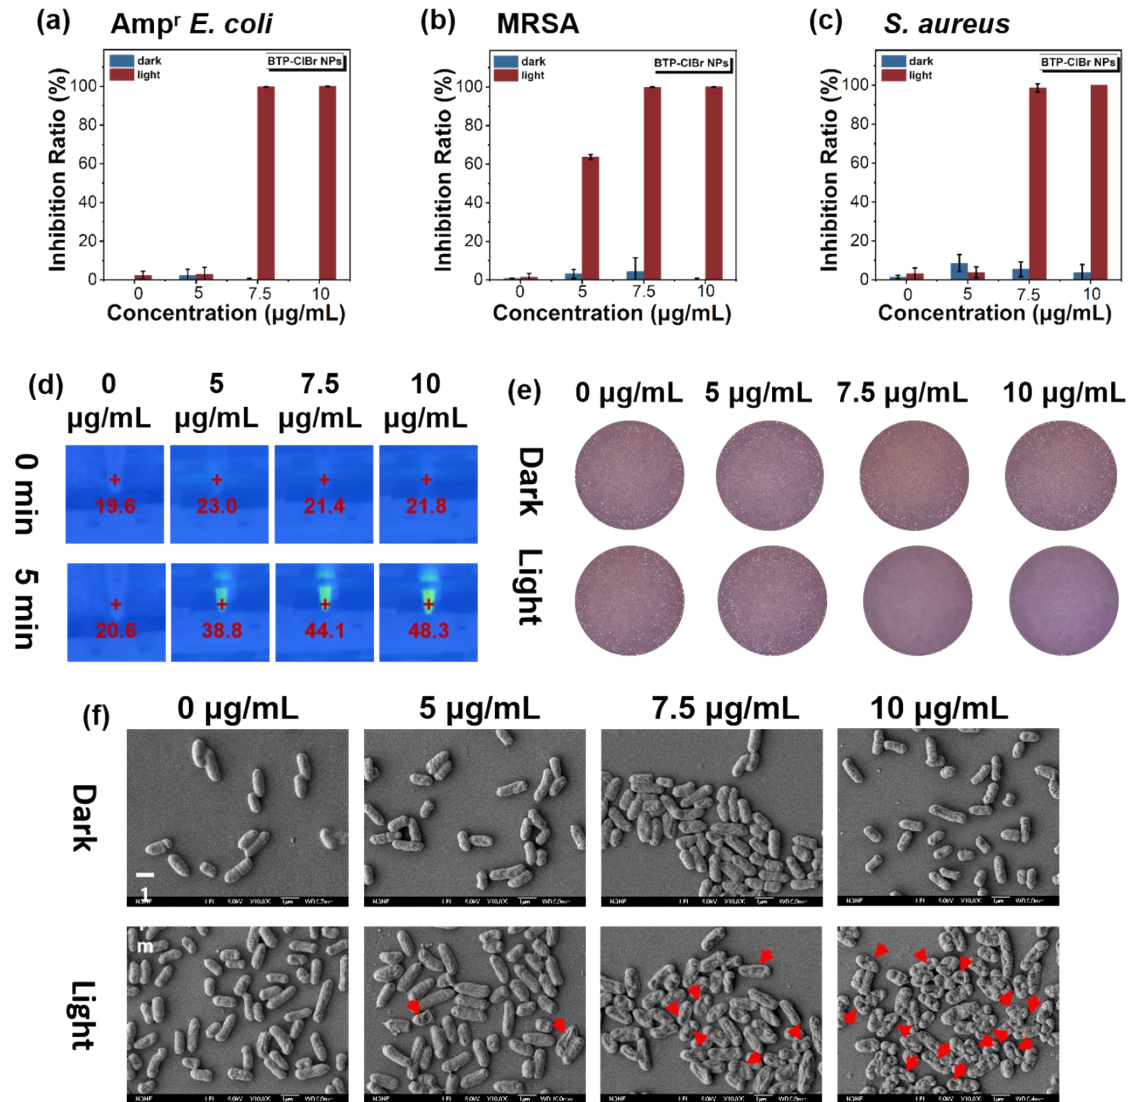 (a) Ampʳ E. coli
dark
light
BTP-ClBr NPs
Inhibition Ratio (%)
100
80
60
40
20
0
0 5 7.5 10
Concentration (µg/mL)
(b) MRSA
dark
light
BTP-ClBr NPs
Inhibition Ratio (%)
100
80
60
40
20
0
0 5 7.5 10
Concentration (µg/mL)
(c) S. aureus
dark
light
BTP-ClBr NPs
Inhibition Ratio (%)
100
80
60
40
20
0
0 5 7.5 10
Concentration (µg/mL)
(d) 0 5 7.5 10
µg/mL µg/mL µg/mL µg/mL
0 min
19.6 23.0 21.4 21.8
5 min
20.6 38.8 44.1 48.3
(e) 0 µg/mL 5 µg/mL 7.5 µg/mL 10 µg/mL
Dark
Light
(f) 0 µg/mL 5 µg/mL 7.5 µg/mL 10 µg/mL
Dark
1
m
Light